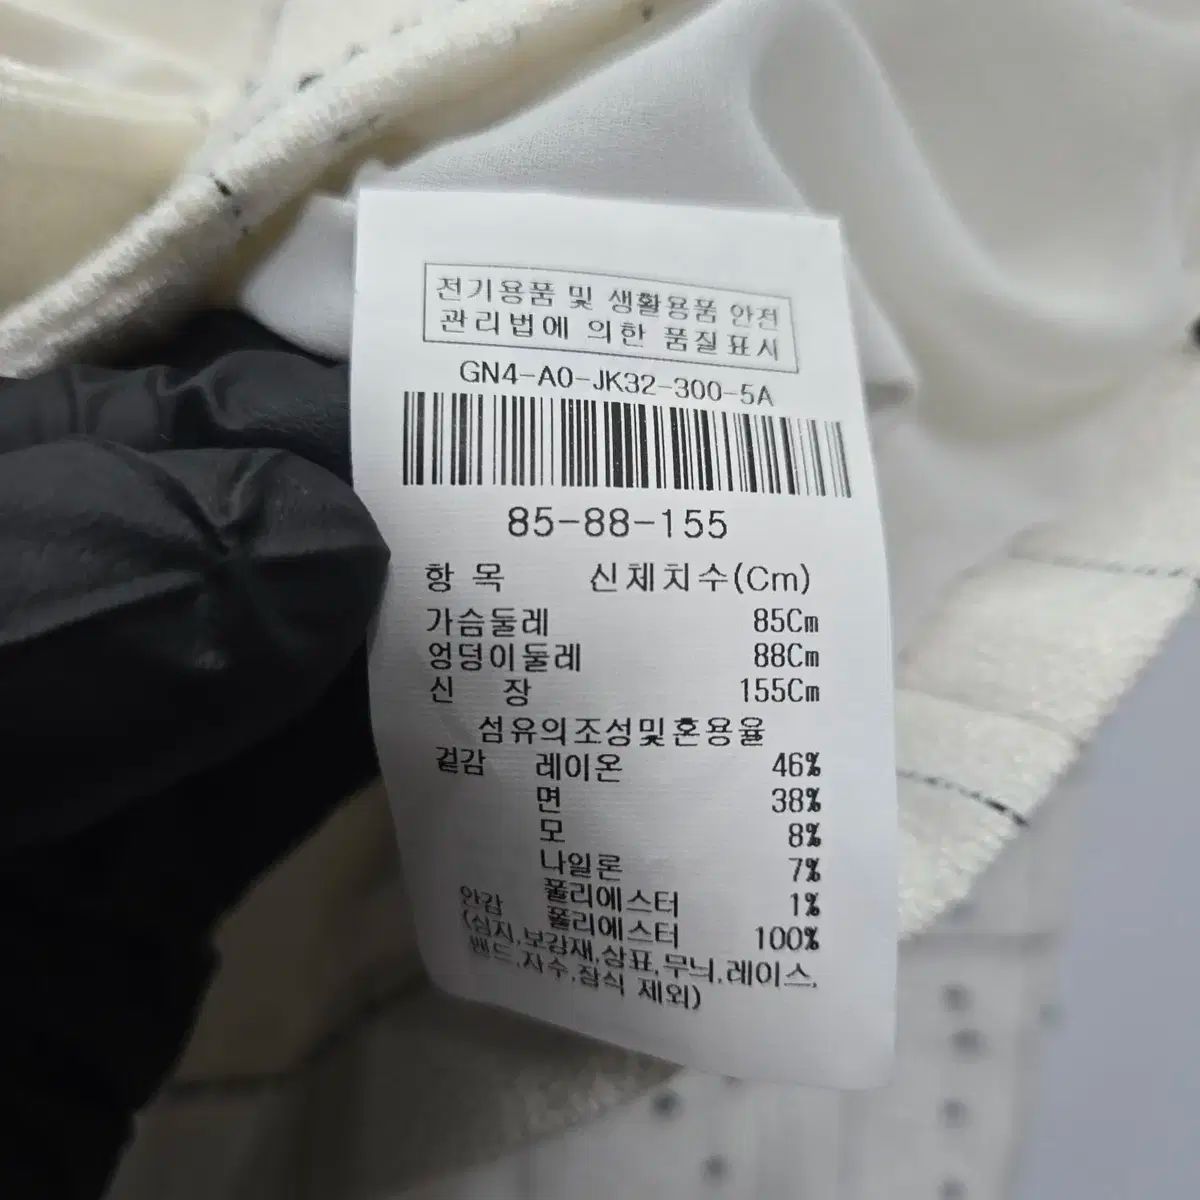 전기용품 및 생활용품 안전
관리법에 의한 품질표시
GN4-A0-JK32-300-5A
85-88-155
항 목 신체치수(Cm)
가슴둘레 85Cm
엉덩이둘레 88Cm
신 장 155Cm
섬유의조성및혼용율
겉감 레이온 46%
면 38%
모 8%
나일론 7%
폴리에스터 1%
안감 폴리에스터 100%
(심지,보강재,상표,무늬,레이스,
밴드,자수,장식 제외)